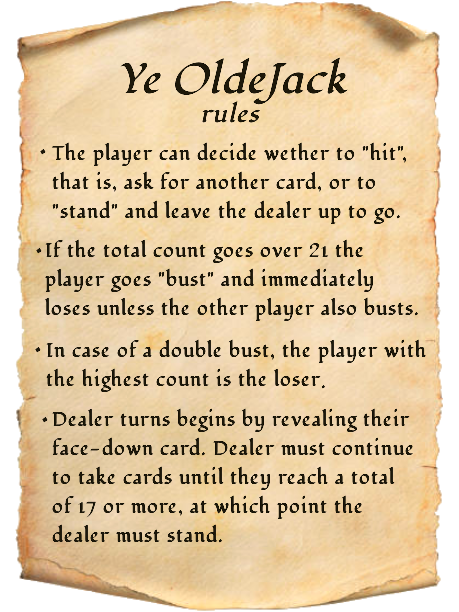 Ye OldeJack
rules
• The player can decide wether to "hit",
that is, ask for another card, or to
"stand" and leave the dealer up to go.
• If the total count goes over 21 the
player goes "bust" and immediately
loses unless the other player also busts.
• In case of a double bust, the player with
the highest count is the loser.
• Dealer turns begins by revealing their
face-down card. Dealer must continue
to take cards until they reach a total
of 17 or more, at which point the
dealer must stand.